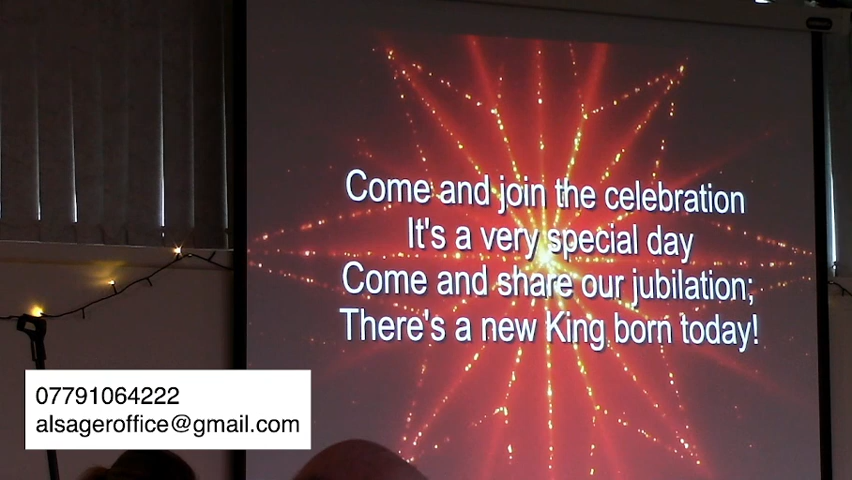 Come and join the celebration
It's a very special day
Come and share our jubilation;
There's a new King born today!
07791064222
alsageroffice@gmail.com